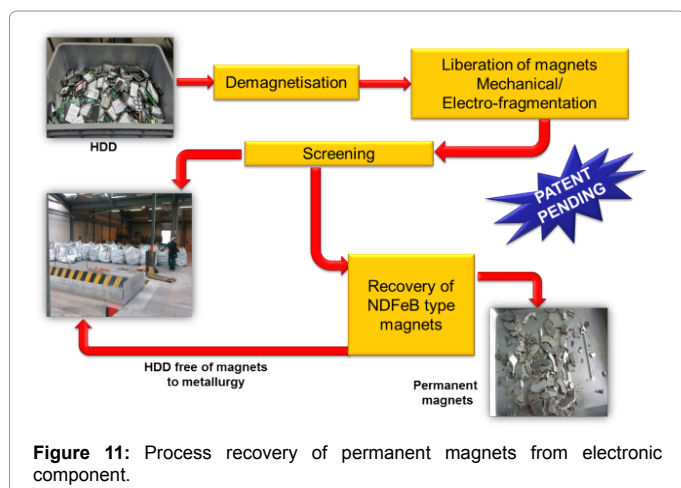 Demagnetisation
Liberation of magnets
Mechanical/
Electro-fragmentation
HDD
Screening
PATENT
PENDING
Recovery of
NDFeB type
magnets
HDD free of magnets
to metallurgy
Permanent
magnets
Figure 11: Process recovery of permanent magnets from electronic
component.